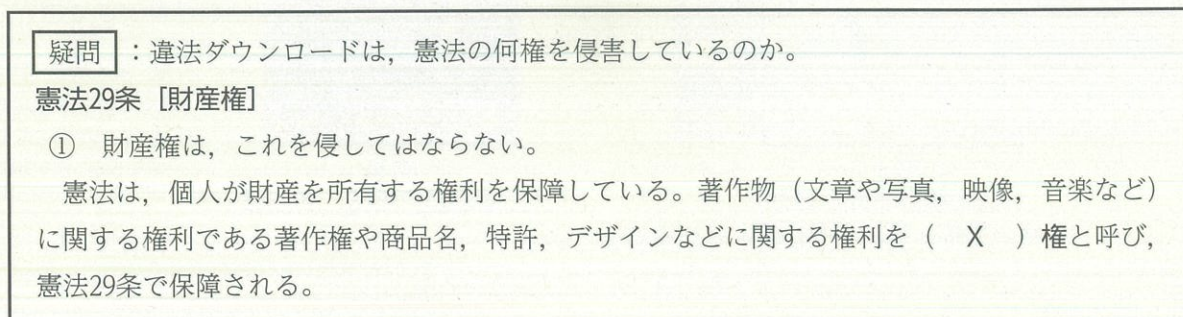 疑問：違法ダウンロードは，憲法の何権を侵害しているのか。
憲法29条［財産権］
①　財産権は，これを侵してはならない。
　憲法は，個人が財産を所有する権利を保障している。著作物（文章や写真，映像，音楽など）
に関する権利である著作権や商品名，特許，デザインなどに関する権利を（　X　）権と呼び，
憲法29条で保障される。